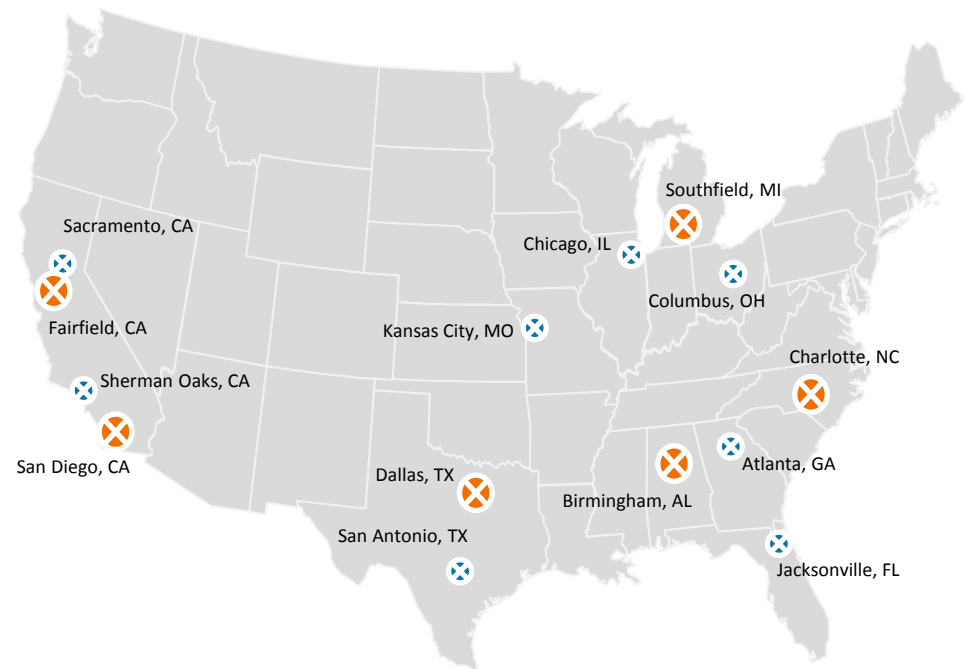 Southfield, MI
Sacramento, CA
Chicago, IL
Columbus, OH
Fairfield, CA
Kansas City, MO
Charlotte, NC
Sherman Oaks, CA
San Diego, CA
Dallas, TX
Atlanta, GA
Birmingham, AL
San Antonio, TX
Jacksonville, FL